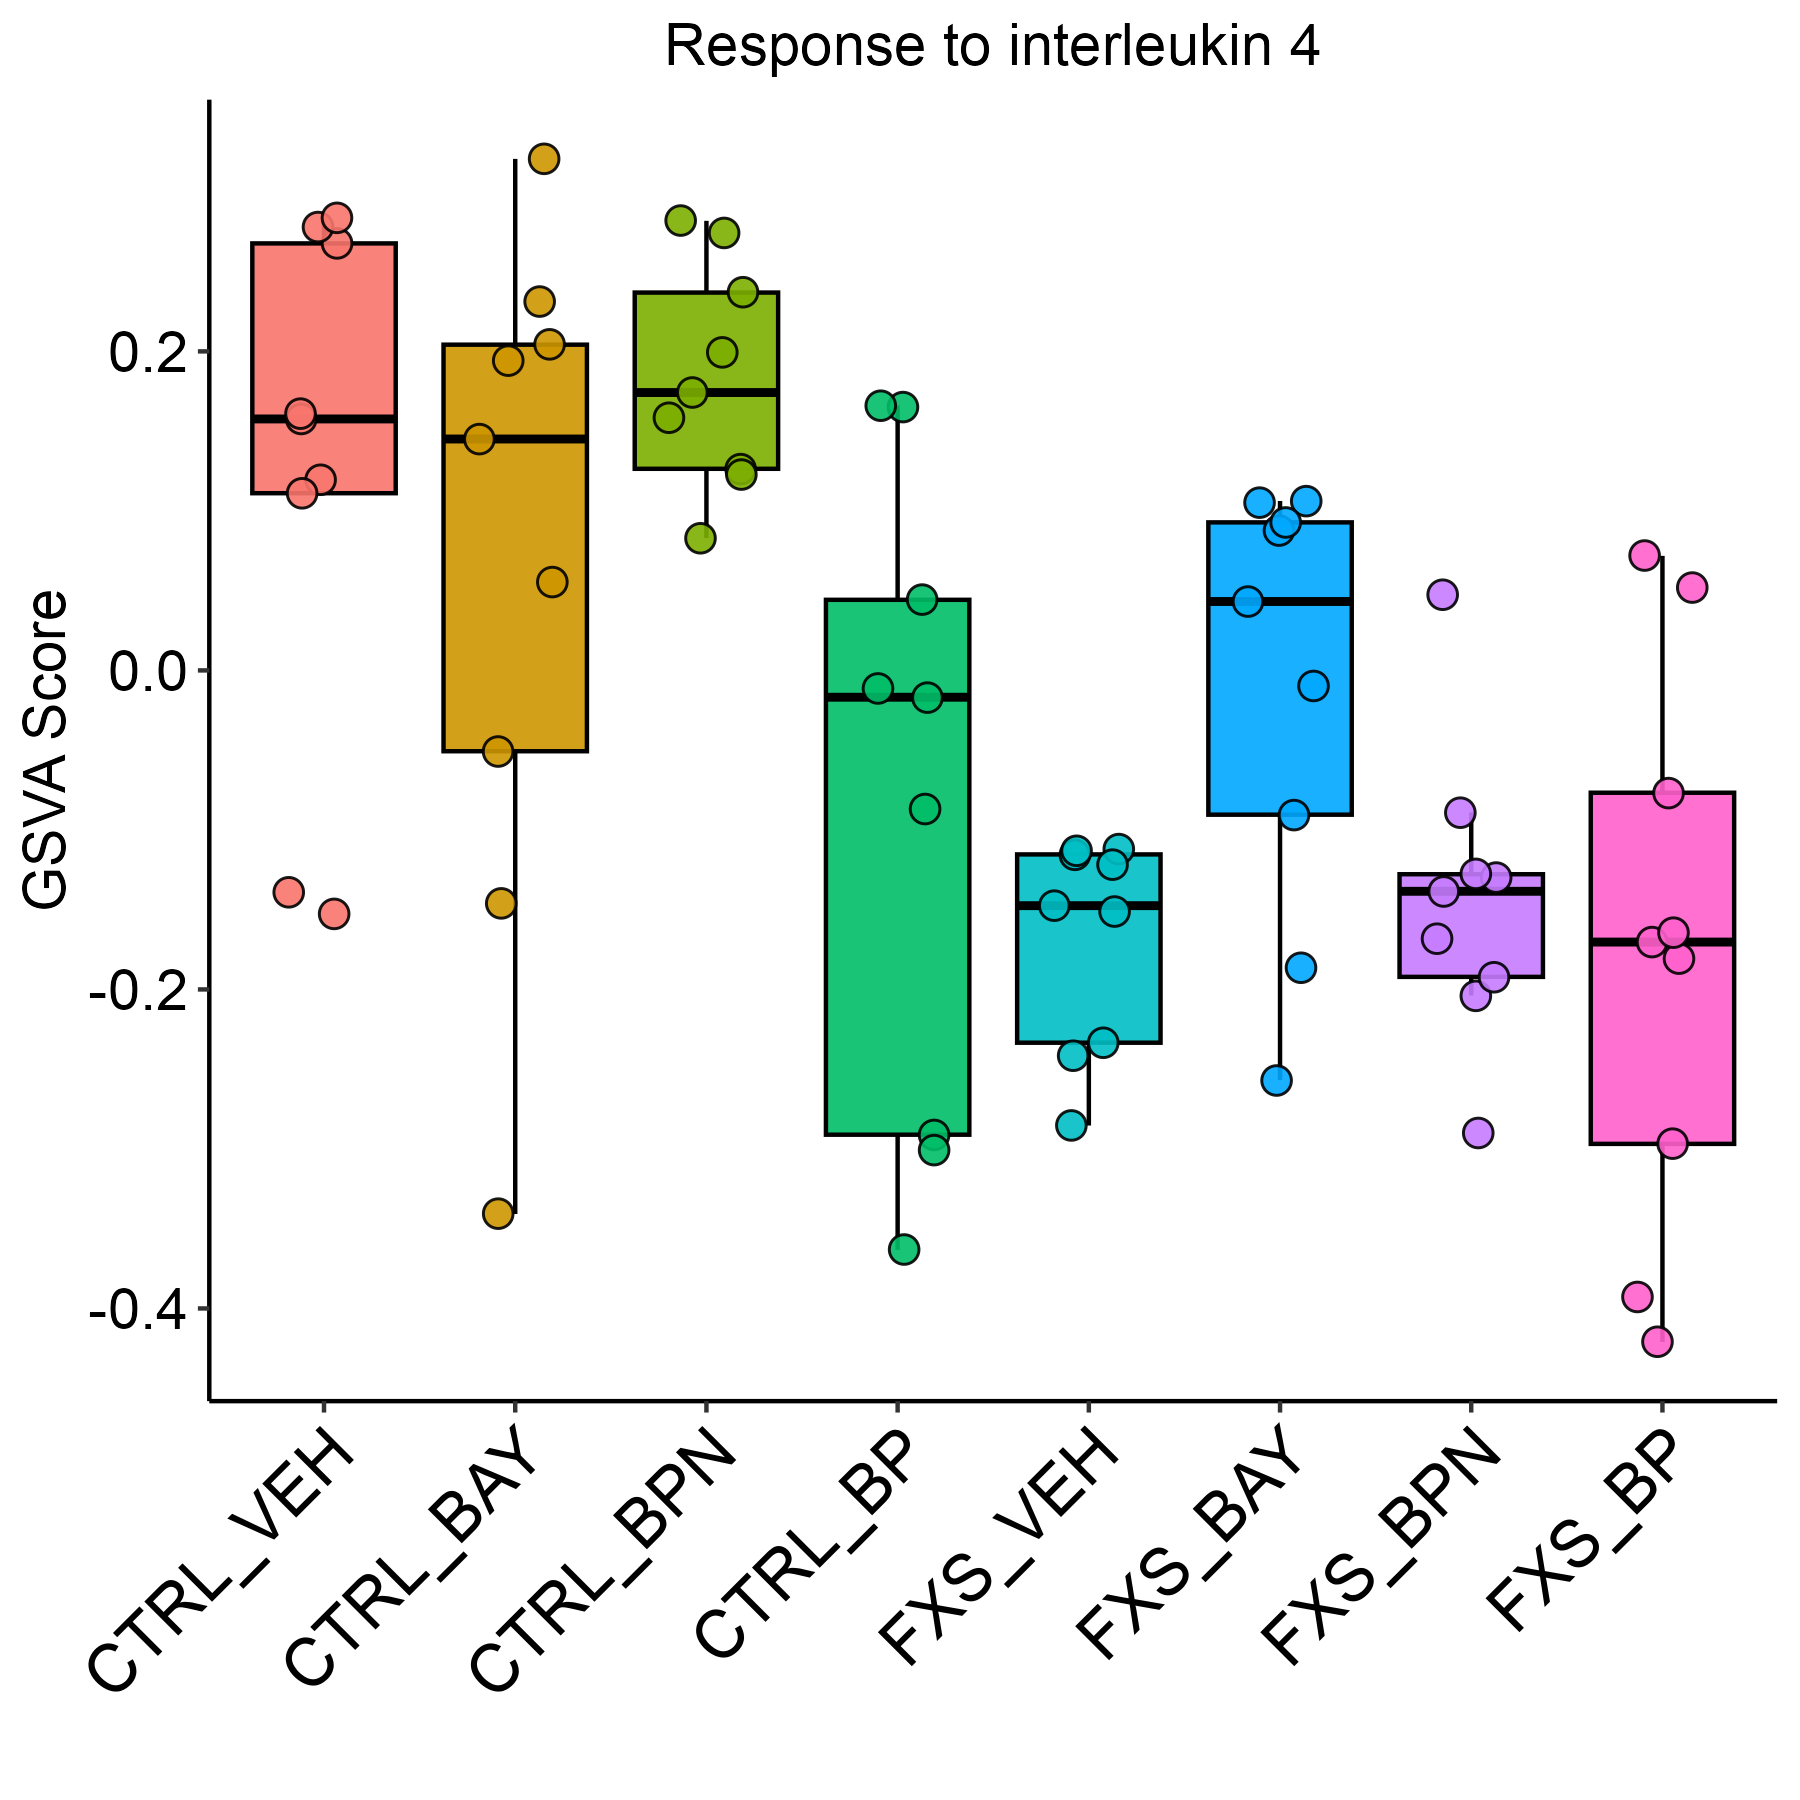 Response to interleukin 4
GSVA Score
0.2
0.0
-0.2
-0.4
CTRL_VEH
CTRL_BAY
CTRL_BPN
CTRL_BP
FXS_VEH
FXS_BAY
FXS_BPN
FXS_BP